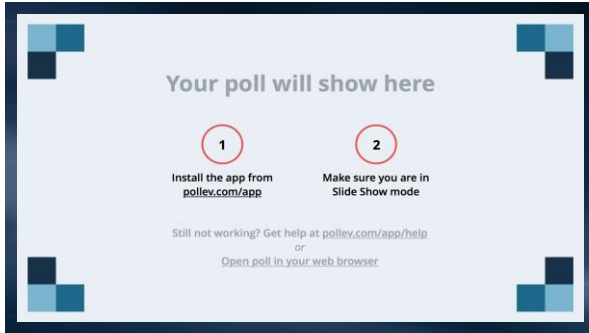 Your poll will show here
1
2
Install the app from
pollev.com/app
Make sure you are in
Slide Show mode
Still not working? Get help at pollev.com/app/help
or
Open poll in your web browser